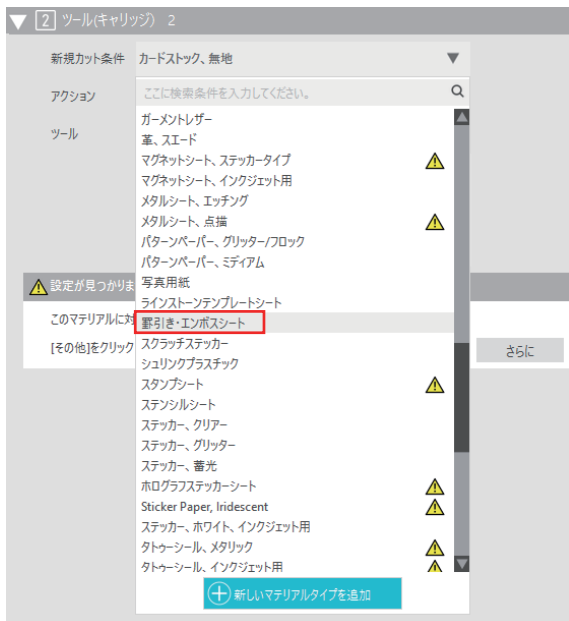 2 ツール(キャリッジ) 2
新規カット条件 カードストック、無地
アクション ここに検索条件を入力してください。
ツール
ガーメントレザー
革、スエード
マグネットシート、ステッカータイプ
マグネットシート、インクジェット用
メタルシート、エッチング
メタルシート、点描
パターンペーパー、グリッター/フロック
パターンペーパー、ミディアム
設定が見つかりま
写真用紙
ラインストーンテンプレートシート
このマテリアルに対
罫引き・エンボスシート
[その他]をクリック
スクラッチステッカー
さらに
シュリンクプラスチック
スタンプシート
ステンシルシート
ステッカー、クリアー
ステッカー、グリッター
ステッカー、蓄光
ホログラフステッカーシート
Sticker Paper, Iridescent
ステッカー、ホワイト、インクジェット用
タトゥーシール、メタリック
タトゥーシール、インクジェット用
新しいマテリアルタイプを追加